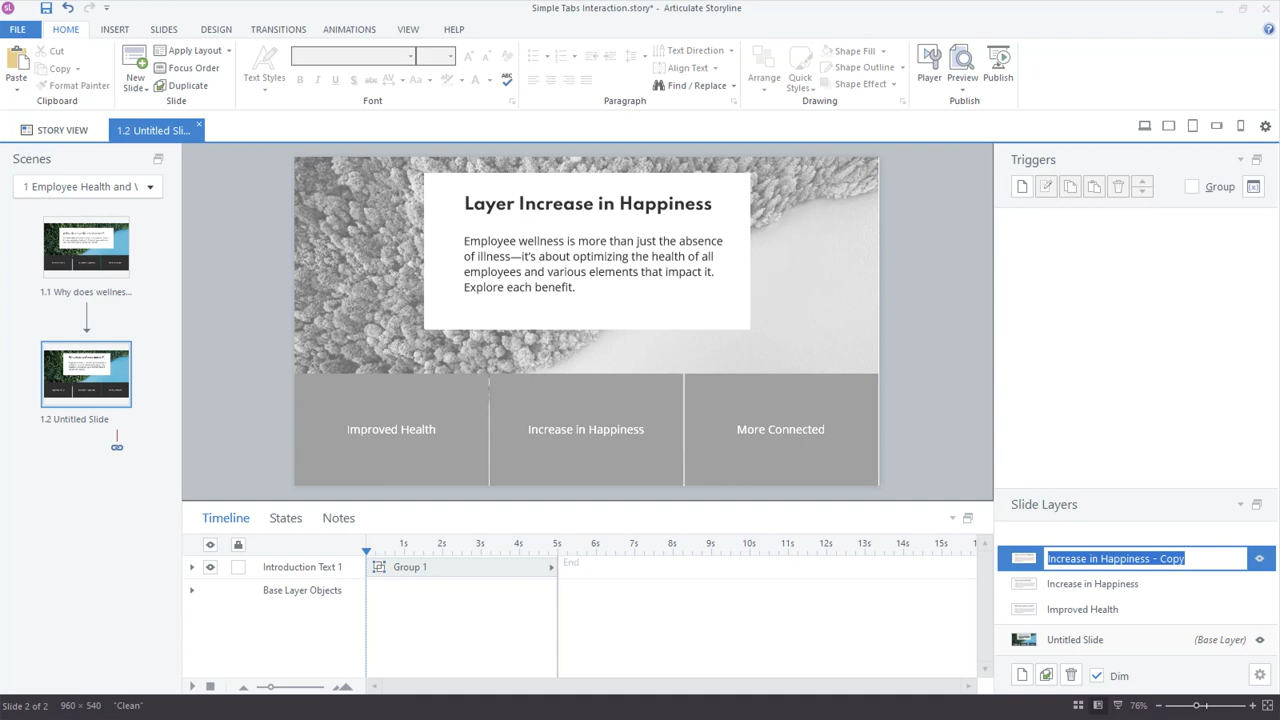 Simple Tabs Interaction.story* - Articulate Storyline
FILE
HOME
INSERT
SLIDES
DESIGN
TRANSITIONS
ANIMATIONS
VIEW
HELP
Paste
Cut
Copy
Format Painter
Clipboard
New
Slide
Apply Layout
Focus Order
Duplicate
Slide
Text Styles
Font
Text Direction
Align Text
Find / Replace
Paragraph
Arrange
Quick
Styles
Shape Fill
Shape Outline
Shape Effect
Drawing
Player
Preview
Publish
Publish
STORY VIEW
1.2 Untitled Sli...
Scenes
1 Employee Health and \
1.1 Why does wellnes...
1.2 Untitled Slide
Layer Increase in Happiness
Employee wellness is more than just the absence
of illness—it's about optimizing the health of all
employees and various elements that impact it.
Explore each benefit.
Improved Health
Increase in Happiness
More Connected
Triggers
Group
Timeline
States
Notes
1s 2s 3s 4s 5s 6s 7s 8s 9s 10s 11s 12s 13s 14s 15s
Introduction Text 1
Group 1
End
Base Layer Objects
Slide Layers
Increase in Happiness - Copy
Increase in Happiness
Improved Health
Untitled Slide
(Base Layer)
Dim
Slide 2 of 2
960 × 540
"Clean"
76%